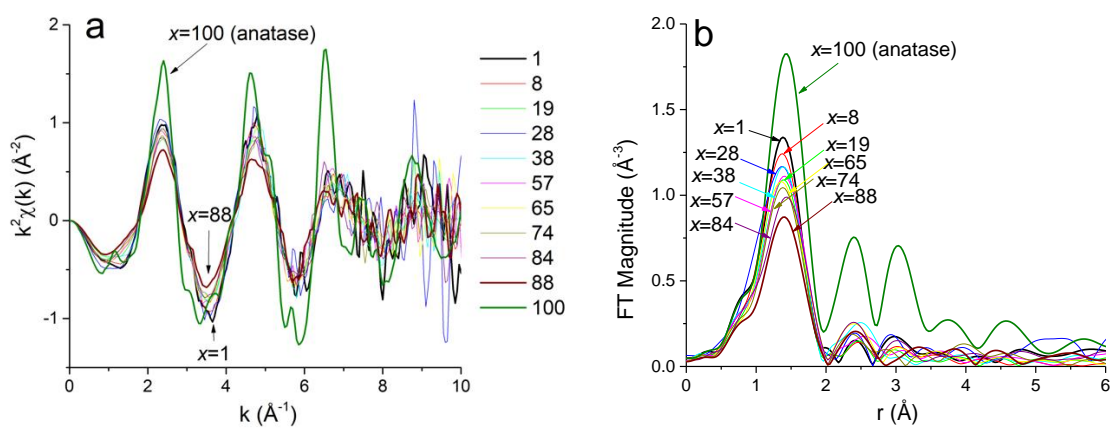 a
k²χ(k) (Å⁻²)
2
1
0
-1
x=100 (anatase)
x=88
x=1
0 2 4 6 8 10
k (Å⁻¹)
1
8
19
28
38
57
65
74
84
88
100
b
FT Magnitude (Å⁻³)
2.0
1.5
1.0
0.5
0.0
x=100 (anatase)
x=1
x=8
x=28
x=19
x=65
x=38
x=74
x=57
x=88
x=84
0 1 2 3 4 5 6
r (Å)